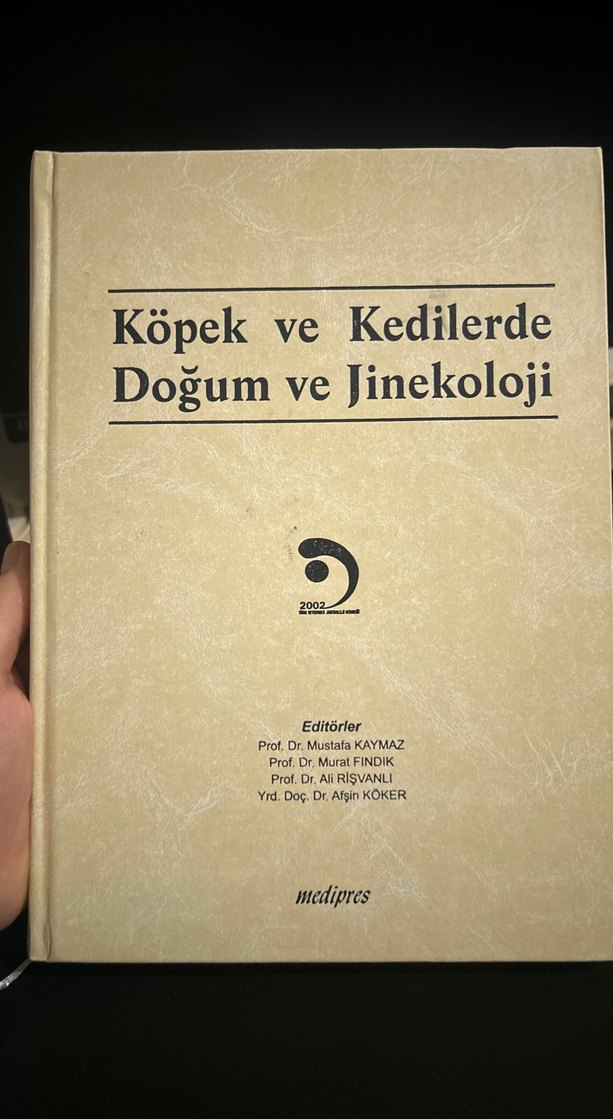 Köpek ve Kedilerde
Doğum ve Jinekoloji
2002
Editörler
Prof. Dr. Mustafa KAYMAZ
Prof. Dr. Murat FINDIK
Prof. Dr. Ali RİŞVANLI
Yrd. Doç. Dr. Afşin KÖKER
medipres